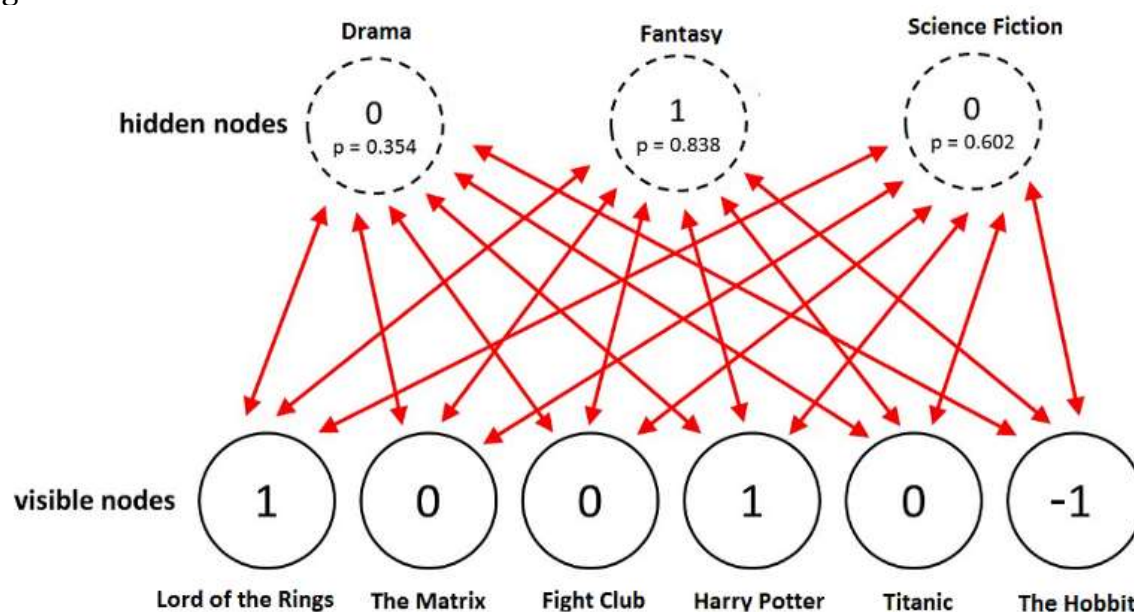 Drama Fantasy Science Fiction
0 1 0
hidden nodes p = 0.354 p = 0.838 p = 0.602
visible nodes 1 0 0 1 0 -1
Lord of the Rings The Matrix Fight Club Harry Potter Titanic The Hobbit